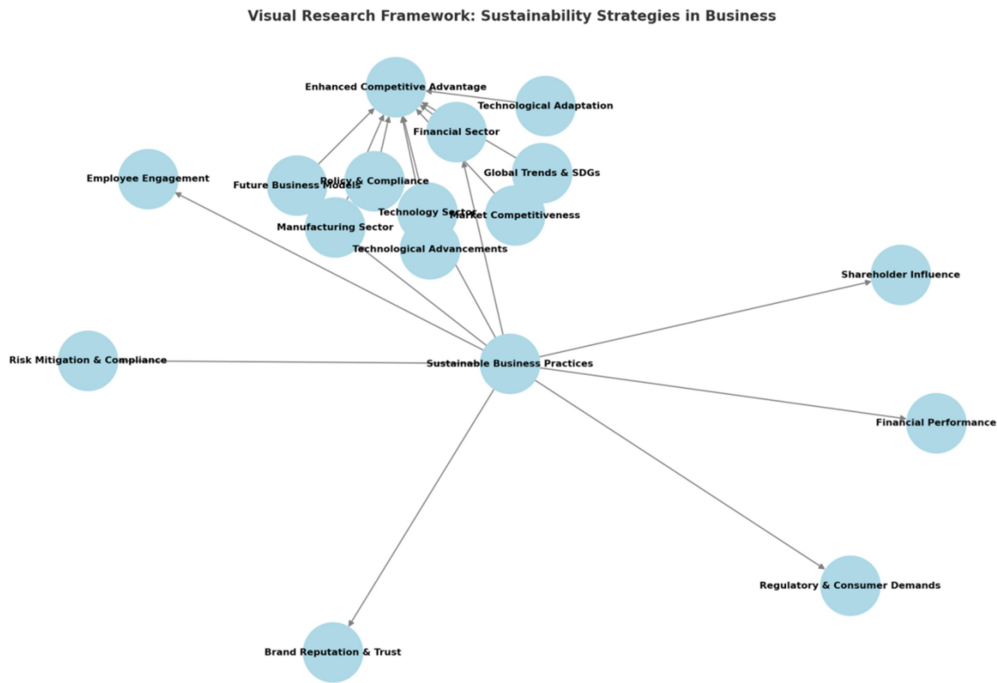 Visual Research Framework: Sustainability Strategies in Business
Enhanced Competitive Advantage
Technological Adaptation
Financial Sector
Global Trends & SDGs
Employee Engagement
Future Business Models
Policy & Compliance
Technology Sector
Market Competitiveness
Manufacturing Sector
Technological Advancements
Shareholder Influence
Risk Mitigation & Compliance
Sustainable Business Practices
Financial Performance
Regulatory & Consumer Demands
Brand Reputation & Trust